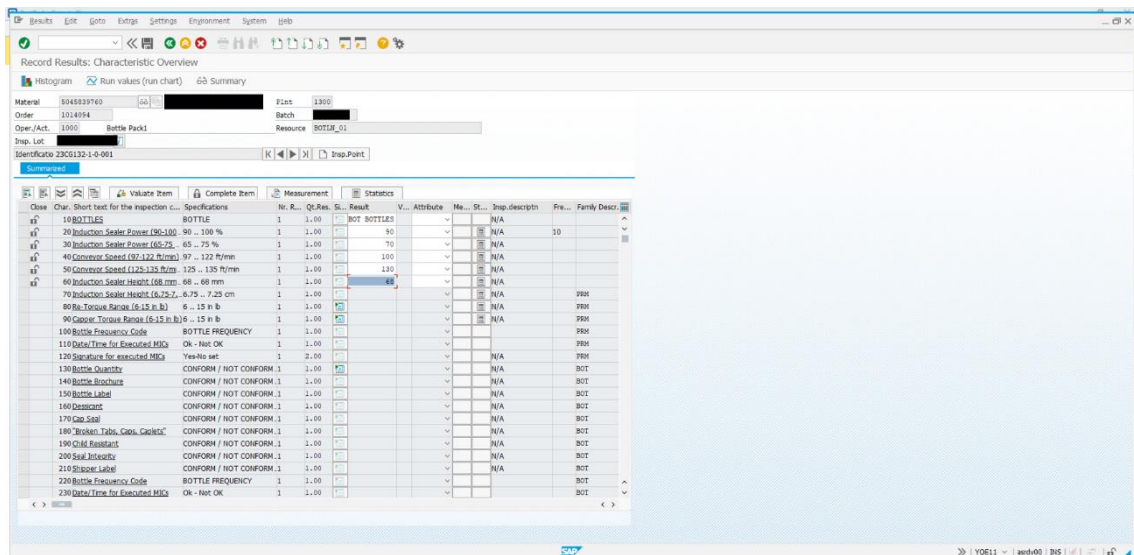 Results Edit Goto Extras Settings Environment System Help
Record Results: Characteristic Overview
Histogram Run values (run chart) Summary
Material 5045839760 Plnt 1300
Order 1014094 Batch
Oper./Act. 1000 Bottle Pack1 Resource BOTLN_01
Insp. Lot
Identificatio 23CG132-1-0-001 Insp.Point
Summarized
Valuate Item Complete Item Measurement Statistics
Close Char. Short text for the inspection c... Specifications Nr. R... Qt.Res. Si... Result V... Attribute Me... St... Insp.descriptn Fre... Family Descr.
10 BOTTLES BOTTLE 1 1.00 BOT BOTTLES N/A
20 Induction Sealer Power (90-100.. 90 .. 100 % 1 1.00 90 N/A 10
30 Induction Sealer Power (65-75 .. 65 .. 75 % 1 1.00 70 N/A
40 Conveyor Speed (97-122 ft/min) .97 .. 122 ft/min 1 1.00 100 N/A
50 Conveyor Speed (125-135 ft/mi.. 125 .. 135 ft/min 1 1.00 130 N/A
60 Induction Sealer Height (68 mm.. 68 .. 68 mm 1 1.00 68 N/A
70 Induction Sealer Height (6.75-7... 6.75 .. 7.25 cm 1 1.00 N/A PRM
80 Re-Torque Range (6-15 in lb) 6 .. 15 in lb 1 1.00 N/A PRM
90 Capper Torque Range (6-15 in lb) 6 .. 15 in lb 1 1.00 N/A PRM
100 Bottle Frequency Code BOTTLE FREQUENCY 1 1.00 PRM
110 Date/Time for Executed MICs Ok - Not OK 1 1.00 PRM
120 Signature for executed MICs Yes-No set 1 2.00 N/A PRM
130 Bottle Quantity CONFORM / NOT CONFORM.. 1 1.00 N/A BOT
140 Bottle Brochure CONFORM / NOT CONFORM.. 1 1.00 N/A BOT
150 Bottle Label CONFORM / NOT CONFORM.. 1 1.00 N/A BOT
160 Dessicant CONFORM / NOT CONFORM.. 1 1.00 N/A BOT
170 Cap Seal CONFORM / NOT CONFORM.. 1 1.00 N/A BOT
180 "Broken Tabs, Caps, Caplets" CONFORM / NOT CONFORM.. 1 1.00 N/A BOT
190 Child Resistant CONFORM / NOT CONFORM.. 1 1.00 N/A BOT
200 Seal Integrity CONFORM / NOT CONFORM.. 1 1.00 N/A BOT
210 Shipper Label CONFORM / NOT CONFORM.. 1 1.00 N/A BOT
220 Bottle Frequency Code BOTTLE FREQUENCY 1 1.00 BOT
230 Date/Time for Executed MICs Ok - Not OK 1 1.00 BOT
SAP YOE11 asrdv00 INS